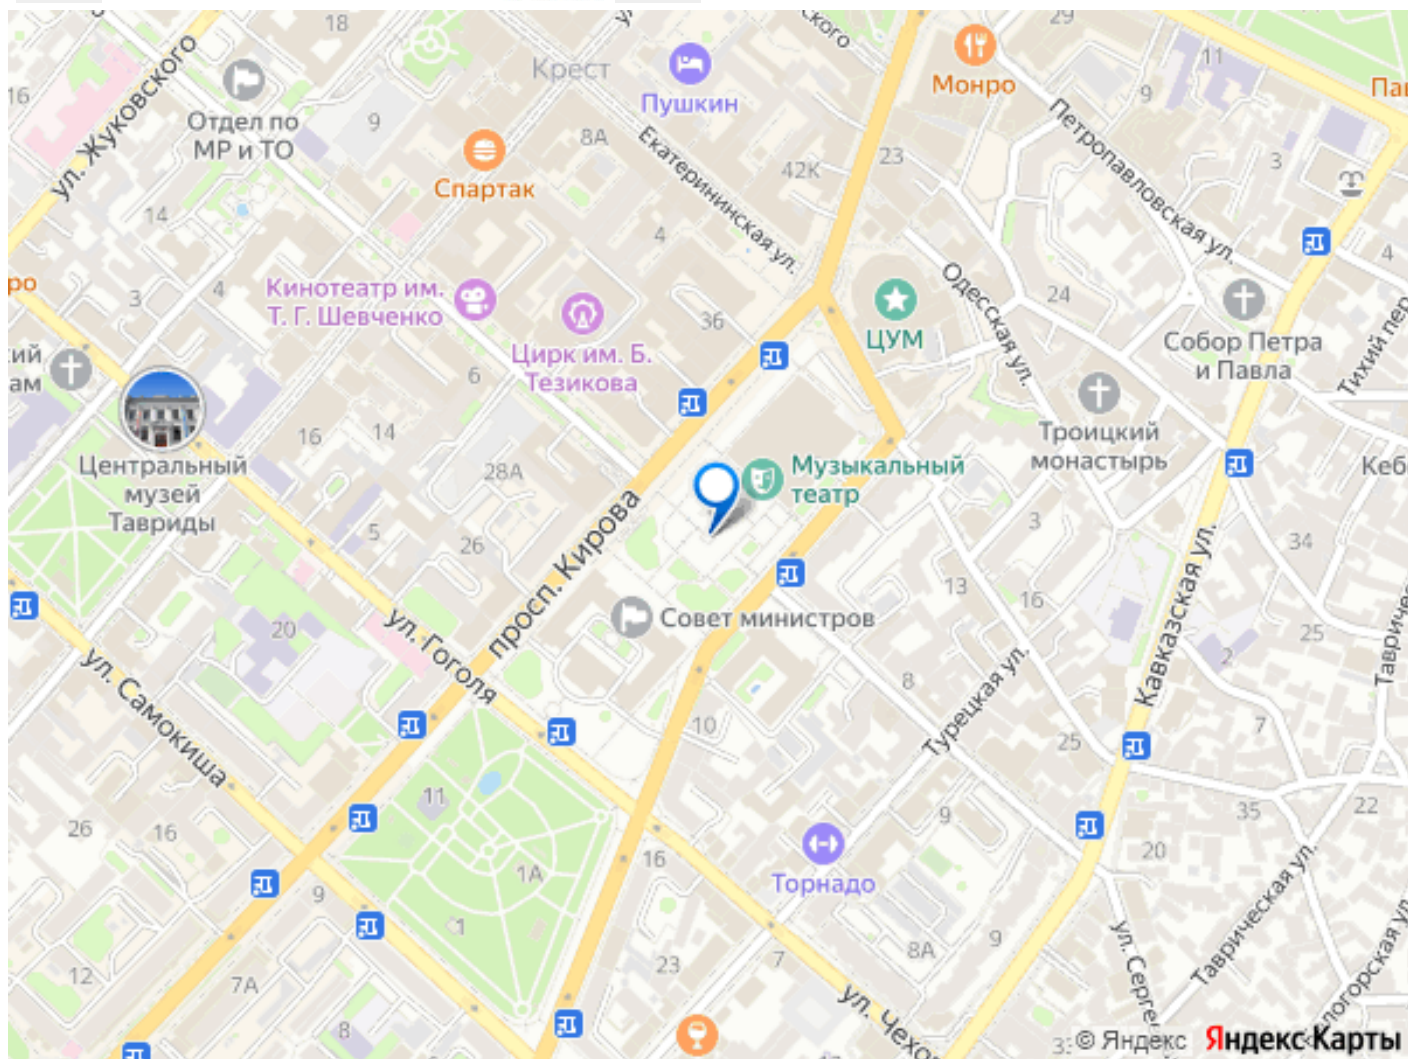 18
29
11
16
ул. Жуковского
Отдел по
МР и ТО
9
Крест
Пушкин
Спартак
8А
Екатерининская ул.
42К
23
Монро
9
Петропавловская ул.
3
14
4
3
4
Кинотеатр им.
Т. Г. Шевченко
Цирк им. Б.
Тезикова
36
ЦУМ
Одесская ул.
24
Собор Петра
и Павла
4
Тихий пер
6
16
14
28А
Центральный
музей
Тавриды
5
26
просп. Кирова
Музыкальный
театр
Троицкий
монастырь
3
13
16
34
25
2
7
Кавказская ул.
20
ул. Гоголя
Совет министров
8
10
Турецкая ул.
25
ул. Самокиша
11
26
16
1А
1
9
16
Торнадо
9
35
22
20
Таврическая ул.
12
7А
8
23
7
8А
9
ул. Чехо
ул. Серге
© Яндекс
Яндекс Карты